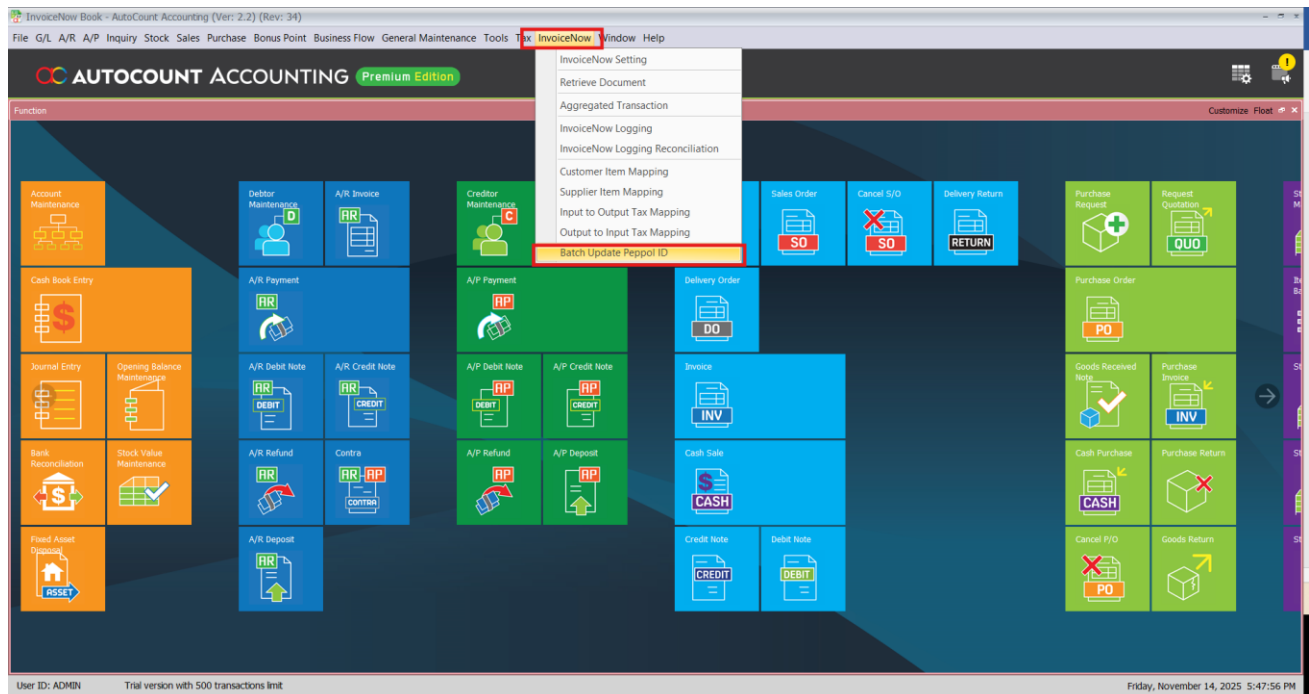 InvoiceNow Book - AutoCount Accounting (Ver: 2.2) (Rev: 34)
File G/L A/R A/P Inquiry Stock Sales Purchase Bonus Point Business Flow General Maintenance Tools Tax InvoiceNow Window Help
AUTOCOUNT ACCOUNTING Premium Edition
InvoiceNow Setting
Retrieve Document
Aggregated Transaction
InvoiceNow Logging
InvoiceNow Logging Reconciliation
Customer Item Mapping
Supplier Item Mapping
Input to Output Tax Mapping
Output to Input Tax Mapping
Batch Update Peppol ID
Function
Customize Float
Account
Maintenance
Debtor
Maintenance
D
A/R Invoice
AR
Creditor
Maintenance
C
Sales Order
SO
Cancel S/O
SO
Delivery Return
RETURN
Purchase
Request
Request
Quotation
QUO
Cash Book Entry
A/R Payment
AR
A/P Payment
AP
Delivery Order
DO
Purchase Order
PO
Journal Entry
Opening Balance
Maintenance
A/R Debit Note
AR
DEBIT
A/R Credit Note
AR
CREDIT
A/P Debit Note
AP
DEBIT
A/P Credit Note
AP
CREDIT
Invoice
INV
Goods Received
Note
Purchase
Invoice
INV
Bank
Reconciliation
$
Stock Value
Maintenance
A/R Refund
AR
Contra
AR AP
CONTRA
A/P Refund
AP
A/P Deposit
AP
Cash Sale
$
CASH
Cash Purchase
CASH
Purchase Return
Fixed Asset
Disposal
ASSET
A/R Deposit
AR
Credit Note
CREDIT
Debit Note
DEBIT
Cancel P/O
PO
Goods Return
User ID: ADMIN
Trial version with 500 transactions limit
Friday, November 14, 2025 5:47:56 PM